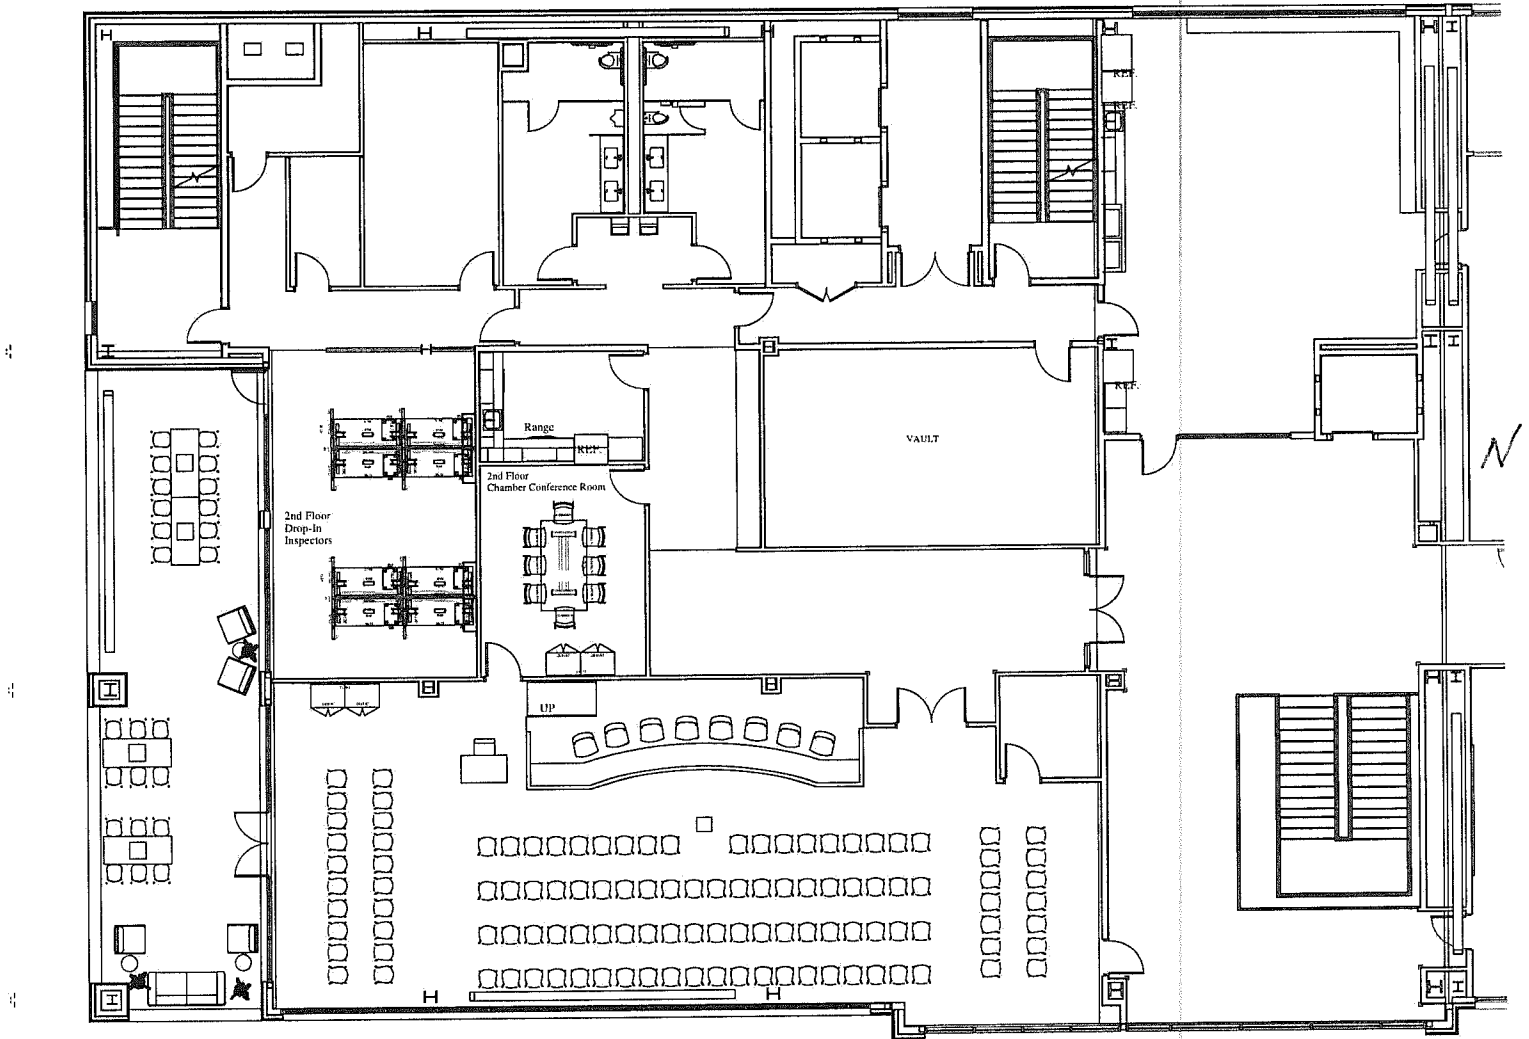 REF.
REF.
REF.
Range
REF.
VAULT
N
2nd Floor
Chamber Conference Room
2nd Floor
Drop-In
Inspectors
UP